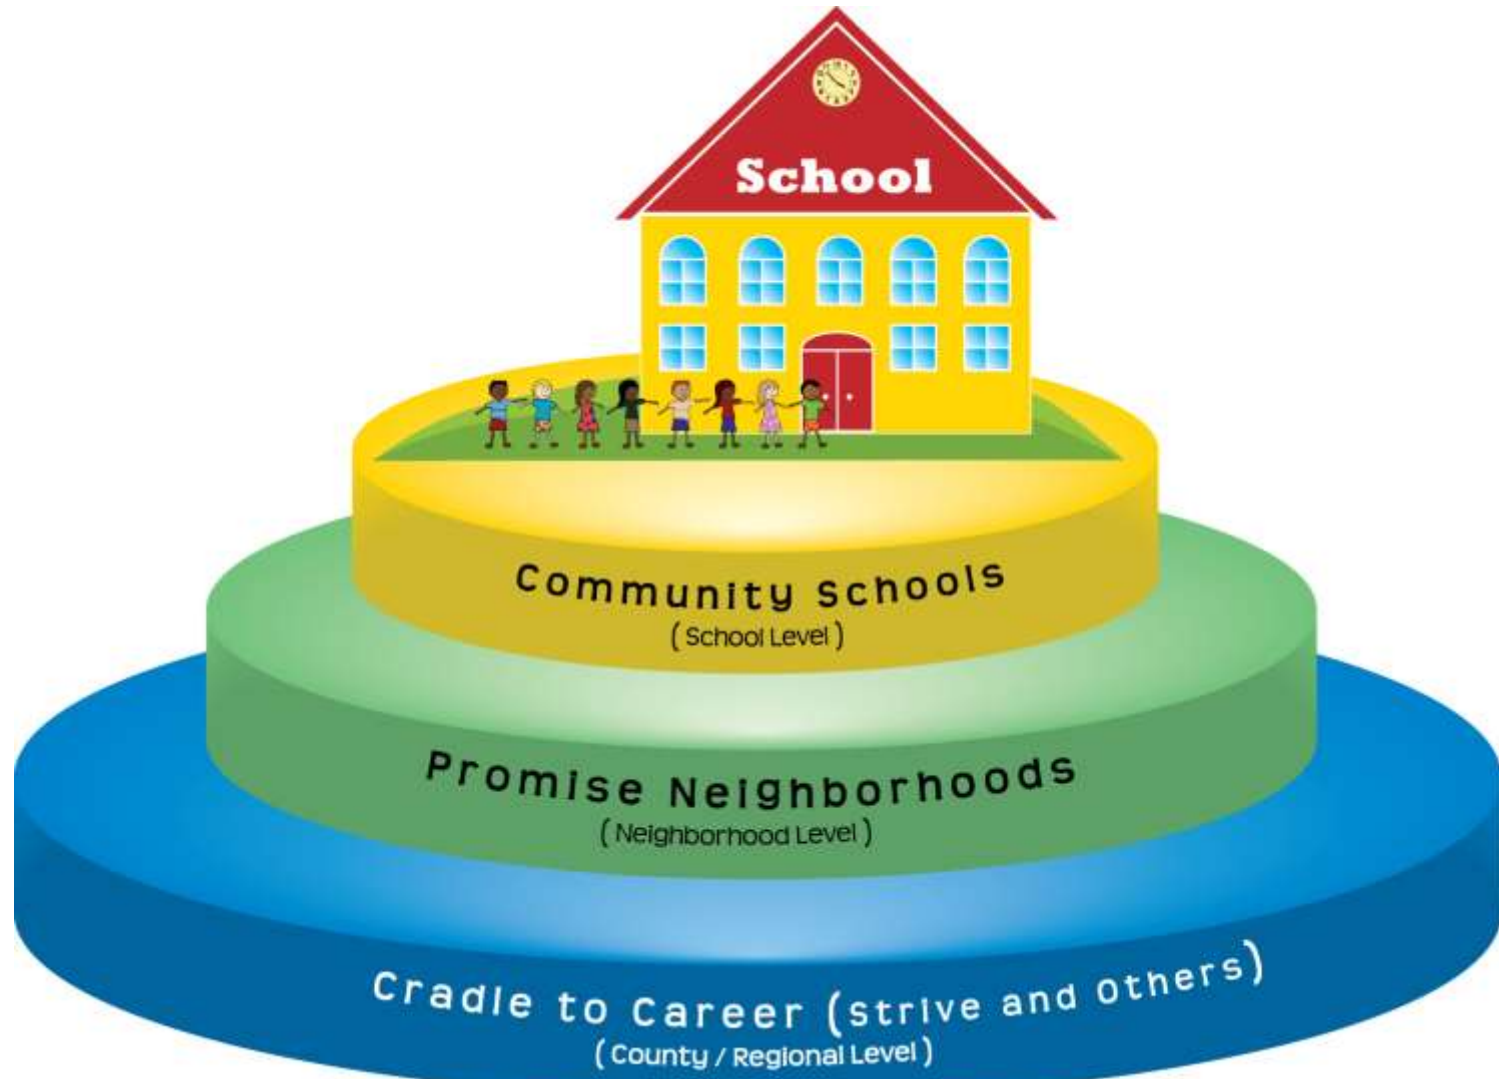 School
Community Schools
( School Level )
Promise Neighborhoods
( Neighborhood Level )
Cradle to Career (Strive and Others)
( County / Regional Level )